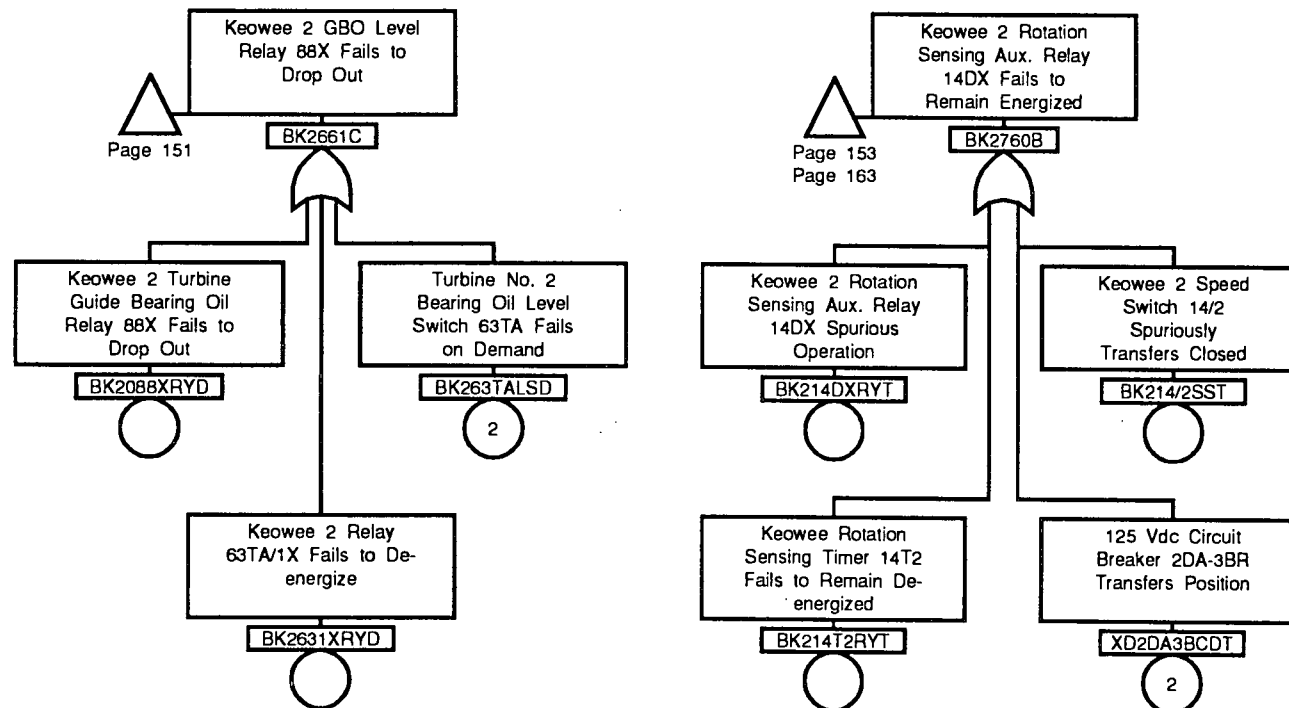 Keowee 2 GBO Level
Relay 88X Fails to
Drop Out
Page 151
BK2661C
Keowee 2 Turbine
Guide Bearing Oil
Relay 88X Fails to
Drop Out
BK2088XRYD
Turbine No. 2
Bearing Oil Level
Switch 63TA Fails
on Demand
BK263TALSD
2
Keowee 2 Relay
63TA/1X Fails to De-
energize
BK2631XRYD
Keowee 2 Rotation
Sensing Aux. Relay
14DX Fails to
Remain Energized
Page 153
Page 163
BK2760B
Keowee 2 Rotation
Sensing Aux. Relay
14DX Spurious
Operation
BK214DXRYT
Keowee 2 Speed
Switch 14/2
Spuriously
Transfers Closed
BK214/2SST
Keowee Rotation
Sensing Timer 14T2
Fails to Remain De-
energized
BK214T2RYT
125 Vdc Circuit
Breaker 2DA-3BR
Transfers Position
XD2DA3BCDT
2